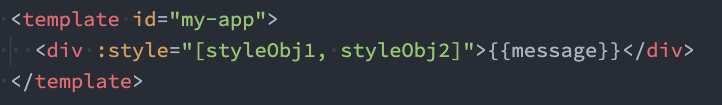 <template id="my-app">
  <div :style="[styleObj1, styleObj2]">{{message}}</div>
</template>